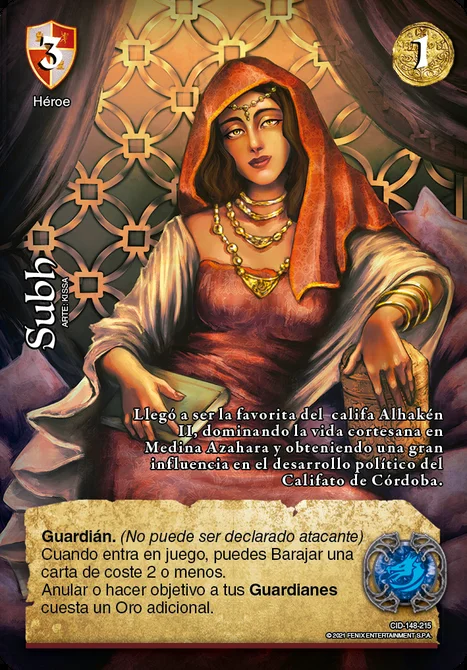 3
1
Héroe
Subh
ARTE: KISSA
Llegó a ser la favorita del califa Alhakén
II, dominando la vida cortesana en
Medina Azahara y obteniendo una gran
influencia en el desarrollo político del
Califato de Córdoba.
Guardián. (No puede ser declarado atacante)
Cuando entra en juego, puedes Barajar una
carta de coste 2 o menos.
Anular o hacer objetivo a tus Guardianes
cuesta un Oro adicional.
CID-148-215
©2021 FENIX ENTERTAINMENT S.P.A.